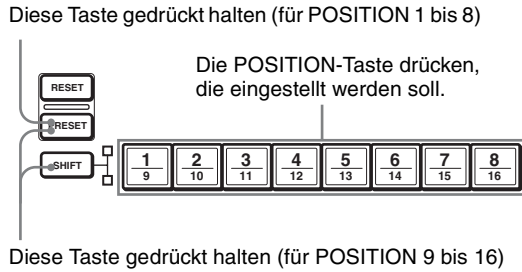 Diese Taste gedrückt halten (für POSITION 1 bis 8)
Die POSITION-Taste drücken,
die eingestellt werden soll.
RESET
PRESET
SHIFT
1 2 3 4 5 6 7 8
9 10 11 12 13 14 15 16
Diese Taste gedrückt halten (für POSITION 9 bis 16)